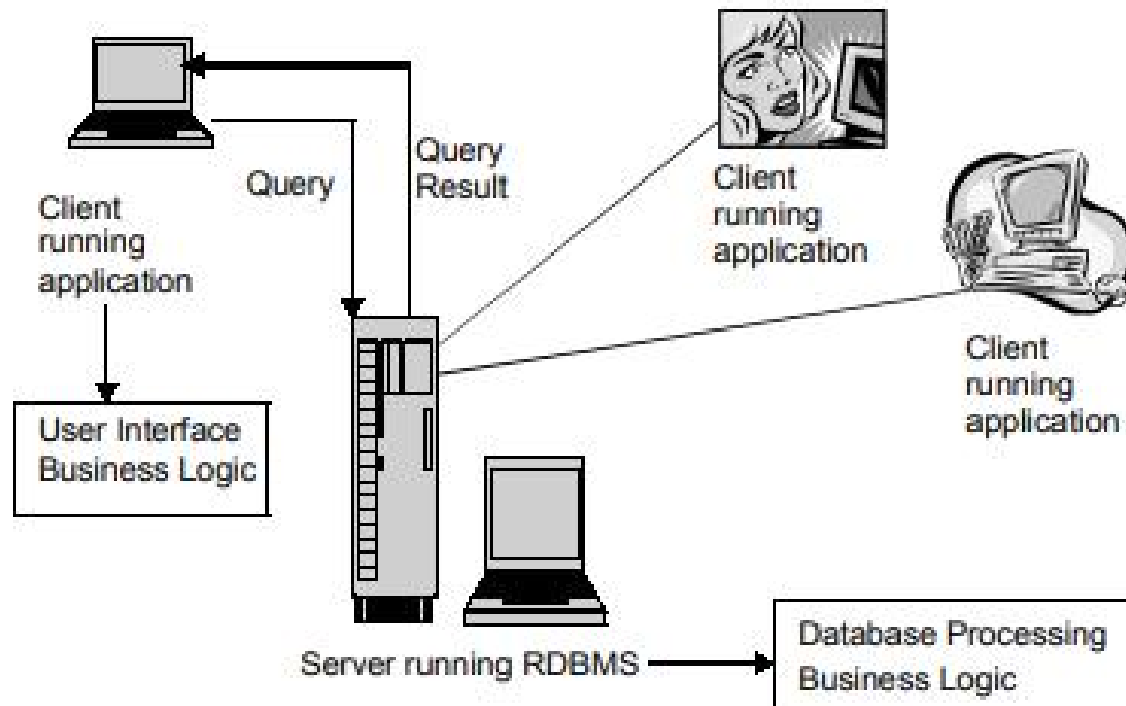 Query
Query
Result
Client
running
application
Client
running
application
Client
running
application
User Interface
Business Logic
Server running RDBMS
Database Processing
Business Logic